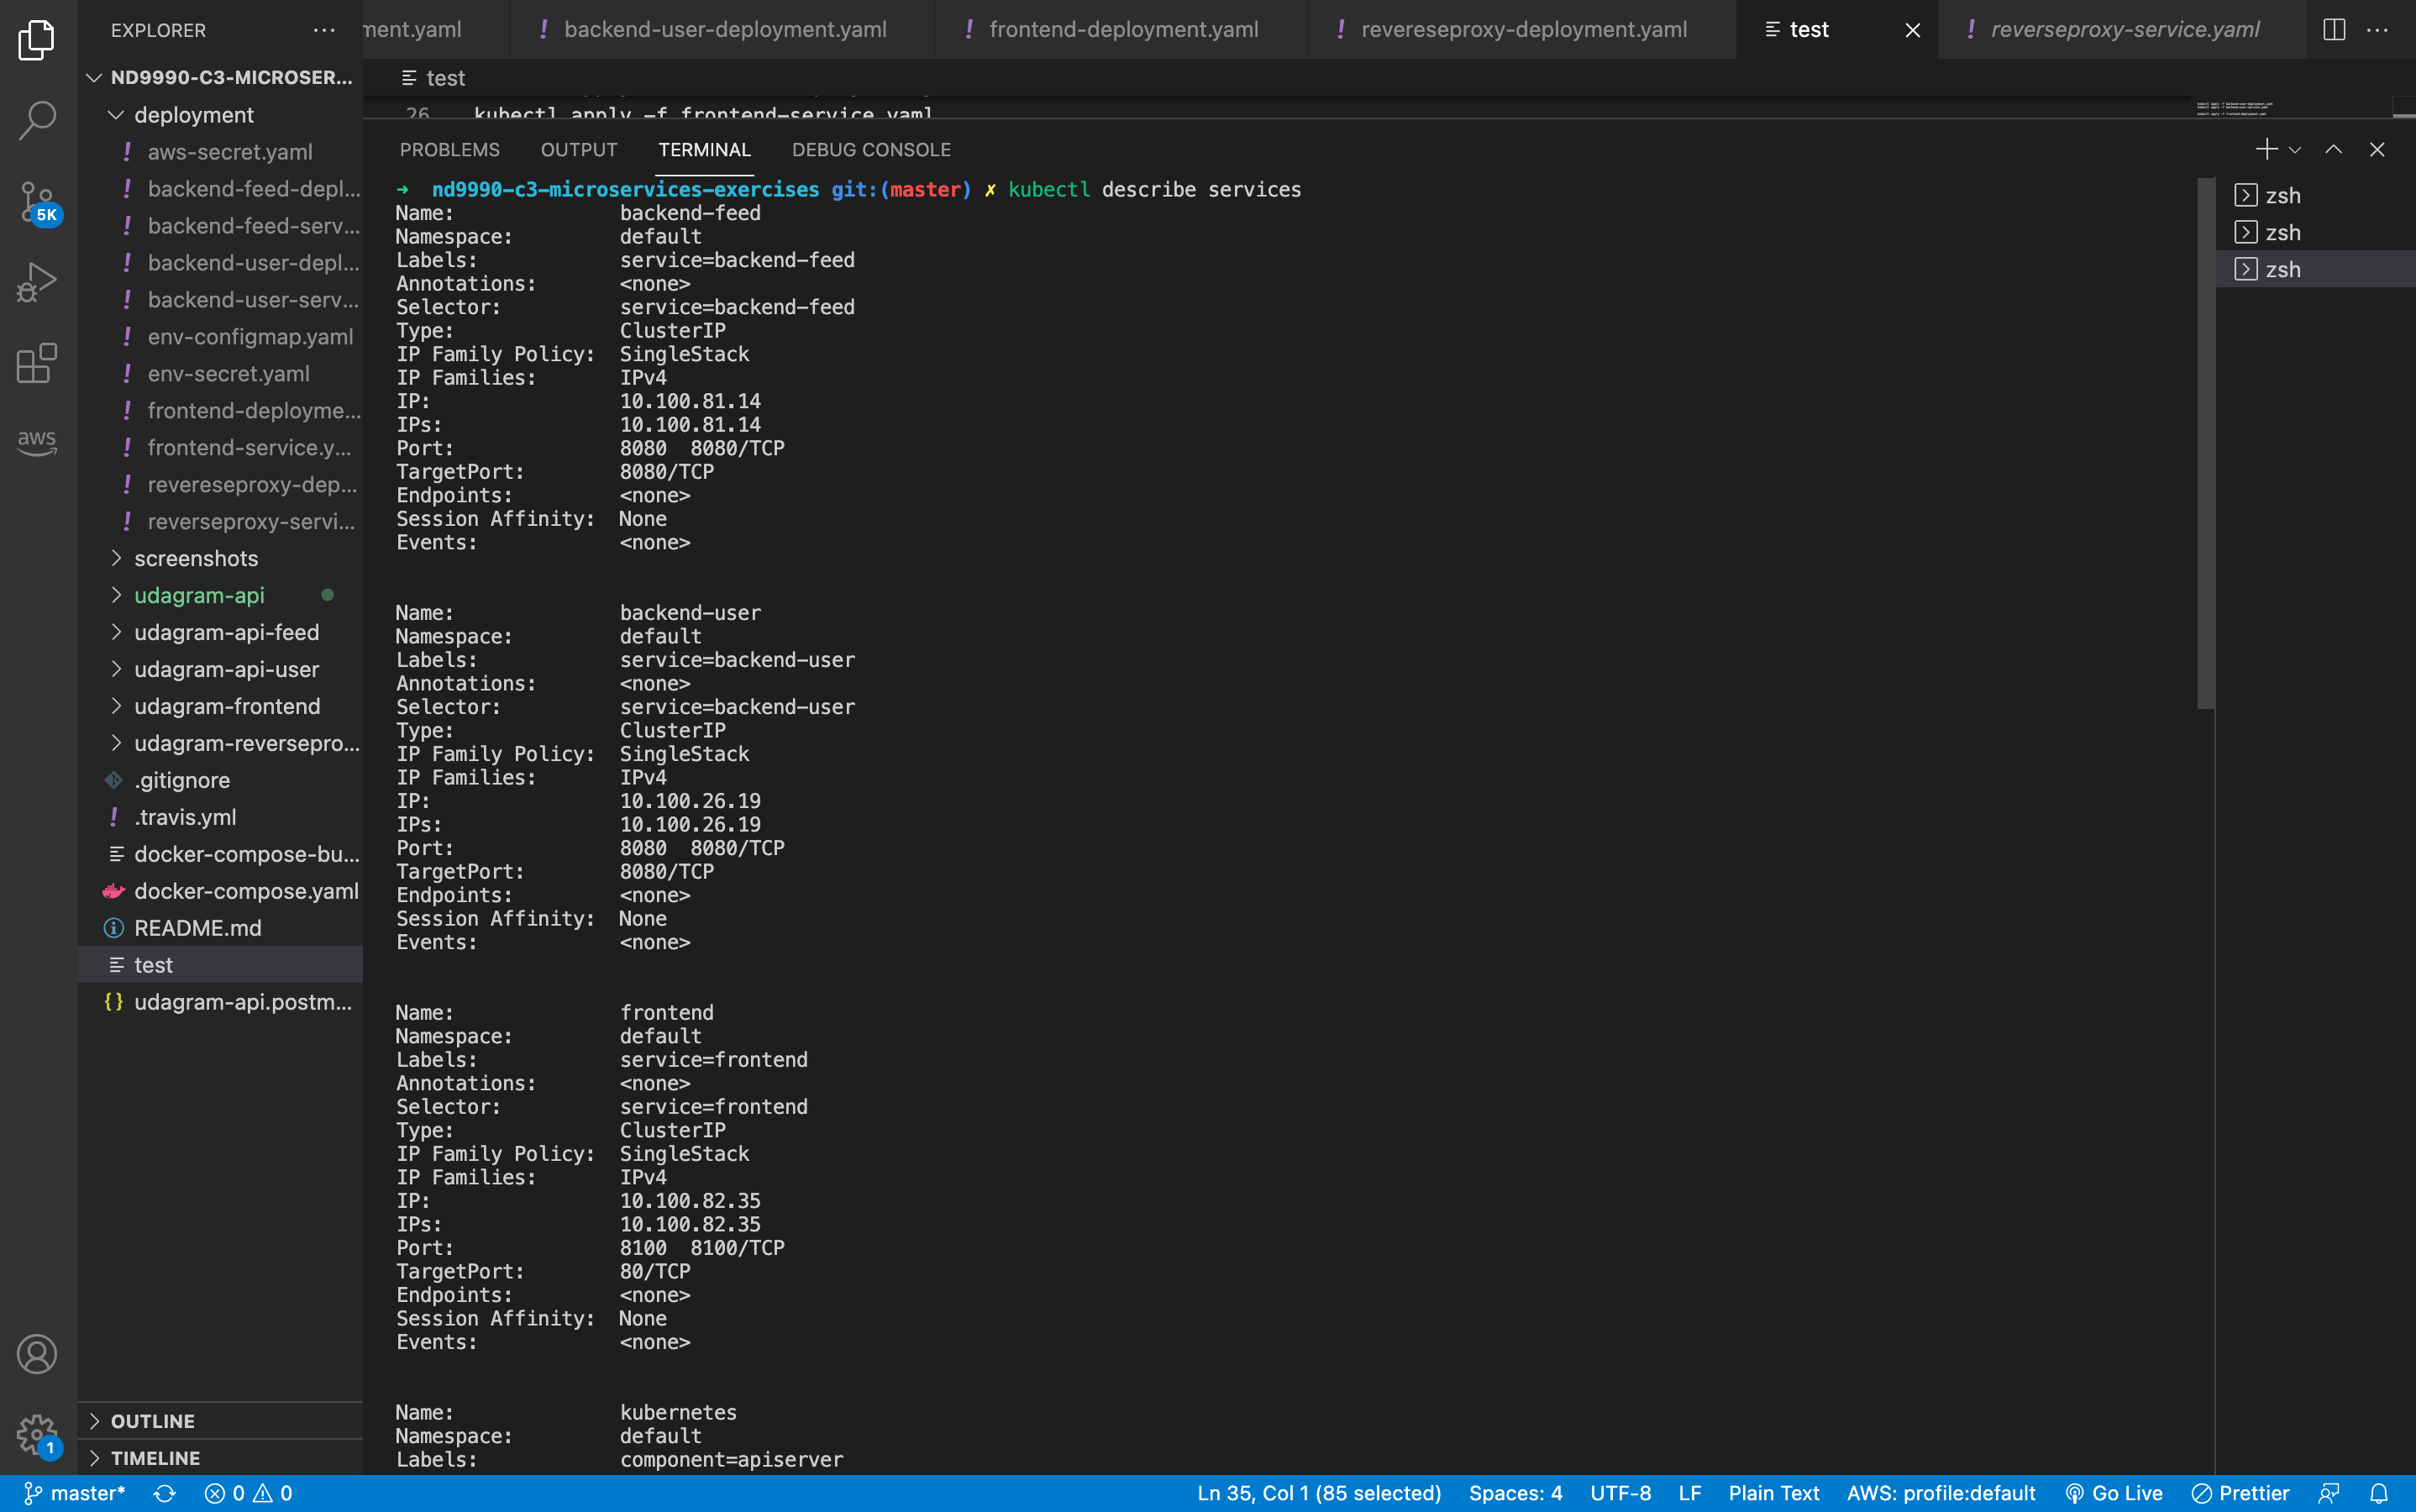 EXPLORER
ND9990-C3-MICROSER...
deployment
aws-secret.yaml
backend-feed-depl...
backend-feed-serv...
backend-user-depl...
backend-user-serv...
env-configmap.yaml
env-secret.yaml
frontend-deployme...
frontend-service.y...
revereseproxy-dep...
reverseproxy-servi...
screenshots
udagram-api
udagram-api-feed
udagram-api-user
udagram-frontend
udagram-reversepro...
.gitignore
.travis.yml
docker-compose-bu...
docker-compose.yaml
README.md
test
udagram-api.postm...
OUTLINE
TIMELINE
5K
aws
1
ment.yaml
backend-user-deployment.yaml
frontend-deployment.yaml
revereseproxy-deployment.yaml
test
reverseproxy-service.yaml
test
26 kubectl apply -f frontend-service.yaml
PROBLEMS OUTPUT TERMINAL DEBUG CONSOLE
➜ nd9990-c3-microservices-exercises git:(master) ✗ kubectl describe services
Name: backend-feed
Namespace: default
Labels: service=backend-feed
Annotations: <none>
Selector: service=backend-feed
Type: ClusterIP
IP Family Policy: SingleStack
IP Families: IPv4
IP: 10.100.81.14
IPs: 10.100.81.14
Port: 8080 8080/TCP
TargetPort: 8080/TCP
Endpoints: <none>
Session Affinity: None
Events: <none>
Name: backend-user
Namespace: default
Labels: service=backend-user
Annotations: <none>
Selector: service=backend-user
Type: ClusterIP
IP Family Policy: SingleStack
IP Families: IPv4
IP: 10.100.26.19
IPs: 10.100.26.19
Port: 8080 8080/TCP
TargetPort: 8080/TCP
Endpoints: <none>
Session Affinity: None
Events: <none>
Name: frontend
Namespace: default
Labels: service=frontend
Annotations: <none>
Selector: service=frontend
Type: ClusterIP
IP Family Policy: SingleStack
IP Families: IPv4
IP: 10.100.82.35
IPs: 10.100.82.35
Port: 8100 8100/TCP
TargetPort: 80/TCP
Endpoints: <none>
Session Affinity: None
Events: <none>
Name: kubernetes
Namespace: default
Labels: component=apiserver
zsh
zsh
zsh
master* 0 0 Ln 35, Col 1 (85 selected) Spaces: 4 UTF-8 LF Plain Text AWS: profile:default Go Live Prettier